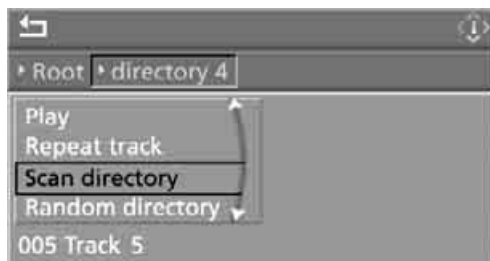 Root directory 4
Play
Repeat track
Scan directory
Random directory
005 Track 5